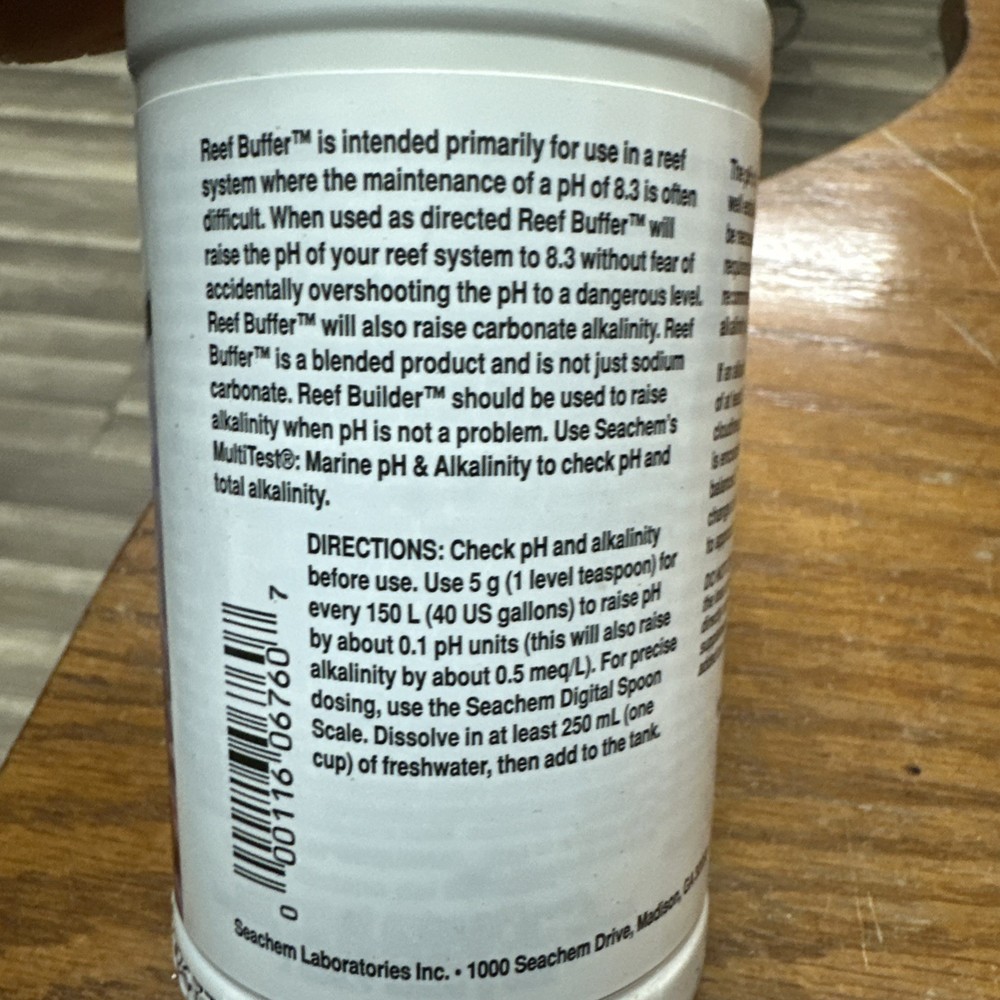 Reef Buffer™ is intended primarily for use in a reef
system where the maintenance of a pH of 8.3 is often
difficult. When used as directed Reef Buffer™ will
raise the pH of your reef system to 8.3 without fear of
accidentally overshooting the pH to a dangerous level.
Reef Buffer™ will also raise carbonate alkalinity. Reef
Buffer™ is a blended product and is not just sodium
carbonate. Reef Builder™ should be used to raise
alkalinity when pH is not a problem. Use Seachem's
MultiTest®: Marine pH & Alkalinity to check pH and
total alkalinity.
DIRECTIONS: Check pH and alkalinity
before use. Use 5 g (1 level teaspoon) for
every 150 L (40 US gallons) to raise pH
by about 0.1 pH units (this will also raise
alkalinity by about 0.5 meq/L). For precise
dosing, use the Seachem Digital Spoon
Scale. Dissolve in at least 250 mL (one
cup) of freshwater, then add to the tank.
0 00116 06760 7
Seachem Laboratories Inc. • 1000 Seachem Drive, Madison, GA
The
well
be